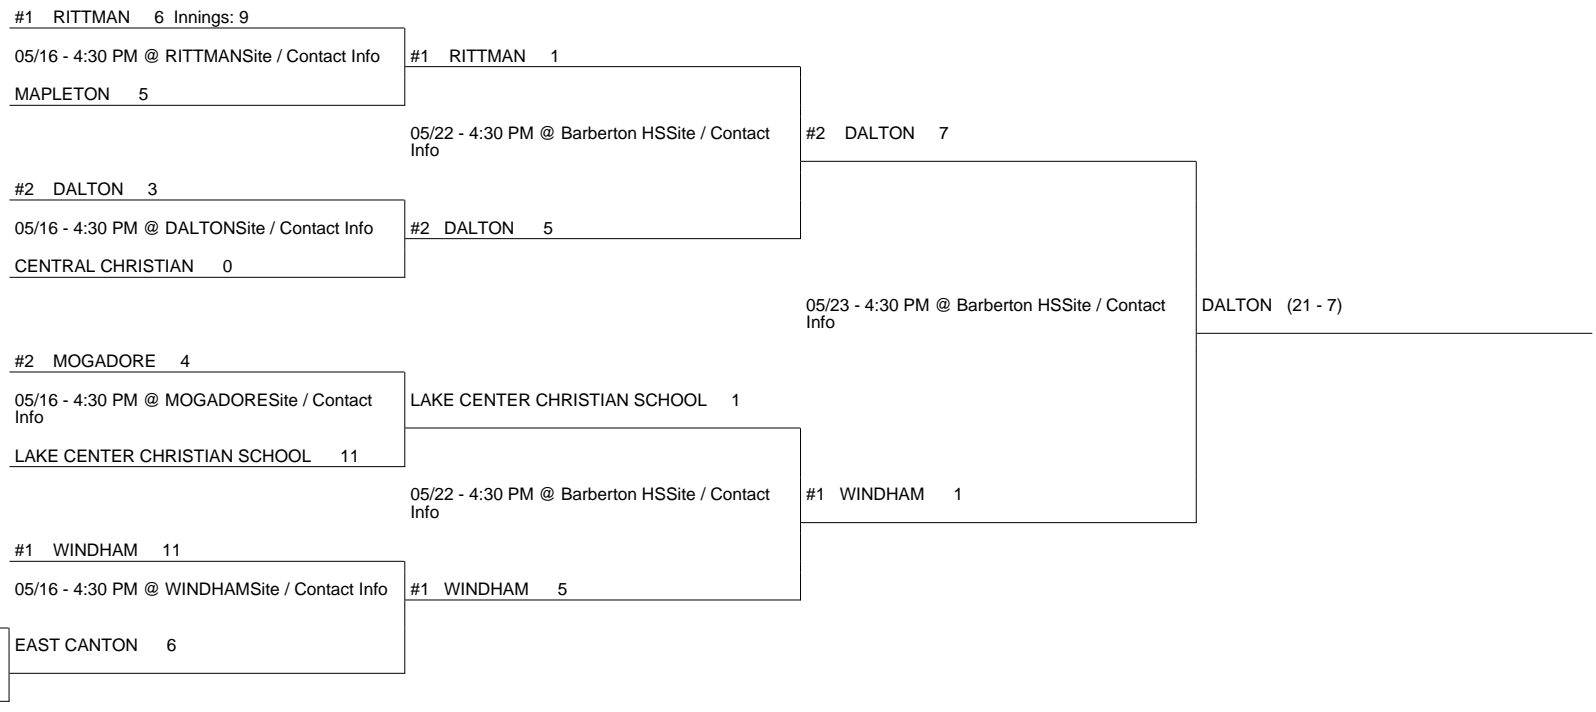 #1 RITTMAN 6 Innings: 9
05/16 - 4:30 PM @ RITTMANSite / Contact Info
MAPLETON 5
#1 RITTMAN 1
05/22 - 4:30 PM @ Barberton HSSite / Contact
Info
#2 DALTON 3
05/16 - 4:30 PM @ DALTONSite / Contact Info
CENTRAL CHRISTIAN 0
#2 DALTON 5
#2 DALTON 7
05/23 - 4:30 PM @ Barberton HSSite / Contact
Info
DALTON (21 - 7)
#2 MOGADORE 4
05/16 - 4:30 PM @ MOGADORESite / Contact
Info
LAKE CENTER CHRISTIAN SCHOOL 11
LAKE CENTER CHRISTIAN SCHOOL 1
05/22 - 4:30 PM @ Barberton HSSite / Contact
Info
#1 WINDHAM 1
#1 WINDHAM 11
05/16 - 4:30 PM @ WINDHAMSite / Contact Info
EAST CANTON 6
#1 WINDHAM 5